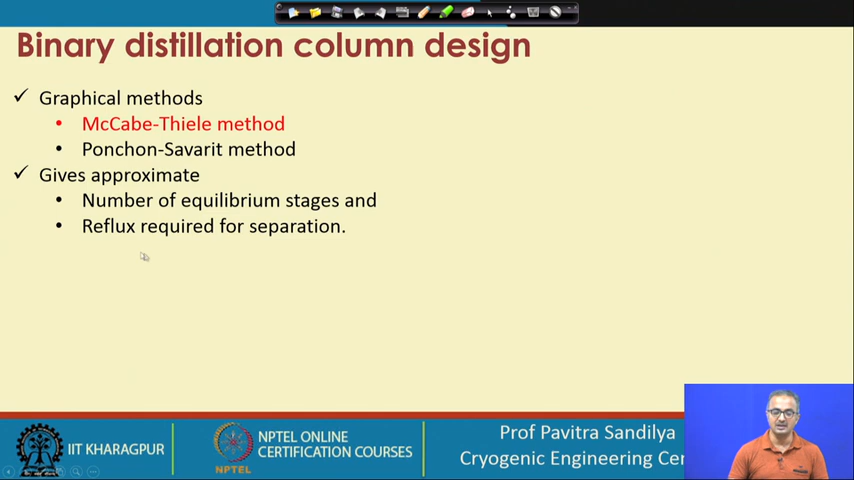 Binary distillation column design
✓ Graphical methods
• McCabe-Thiele method
• Ponchon-Savarit method
✓ Gives approximate
• Number of equilibrium stages and
• Reflux required for separation.
IIT KHARAGPUR
NPTEL
NPTEL ONLINE
CERTIFICATION COURSES
Prof Pavitra Sandilya
Cryogenic Engineering Cen